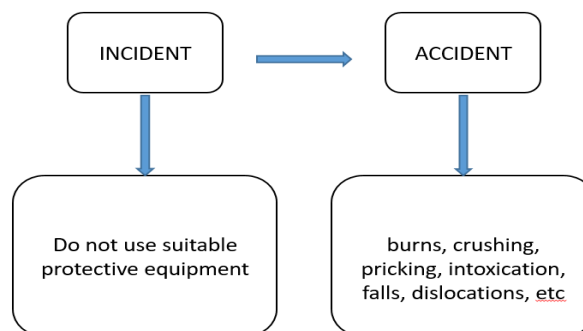 INCIDENT
ACCIDENT
Do not use suitable
protective equipment
burns, crushing,
pricking, intoxication,
falls, dislocations, etc